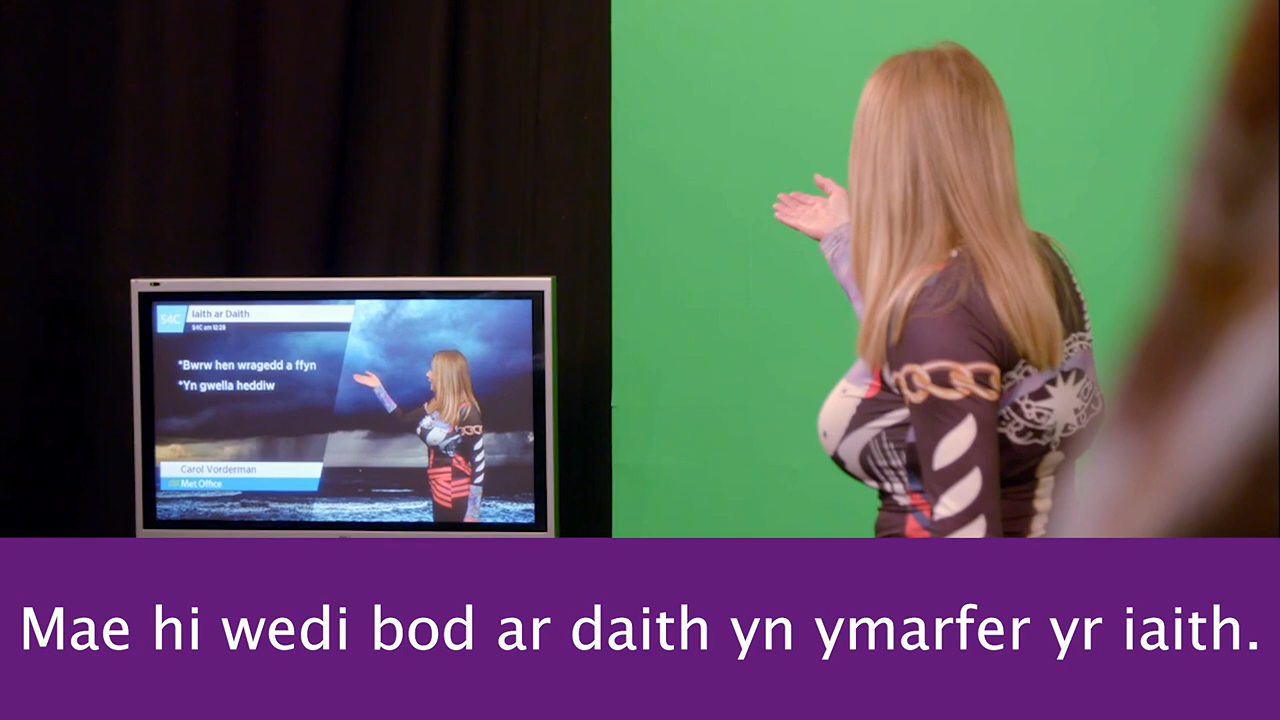 S4C
Iaith ar Daith
S4C am 12:28
*Bwrw hen wragedd a ffyn
*Yn gwella heddiw
Carol Vorderman
Met Office
Mae hi wedi bod ar daith yn ymarfer yr iaith.